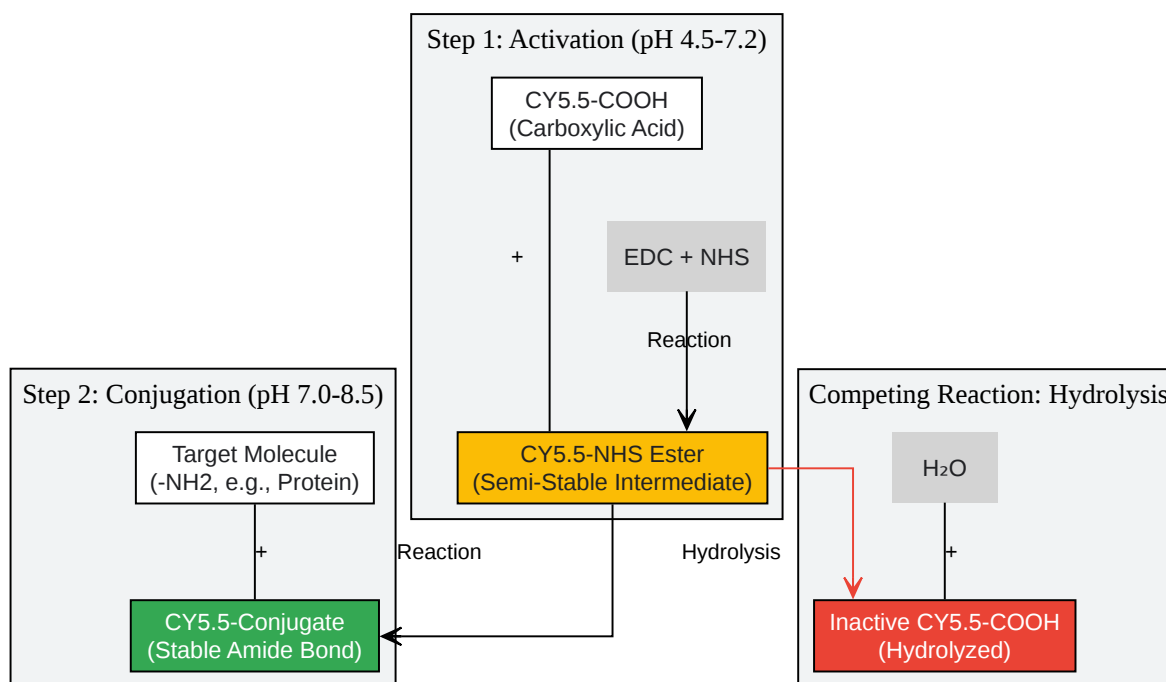 Step 1: Activation (pH 4.5-7.2)
CY5.5-COOH
(Carboxylic Acid)
+
EDC + NHS
Reaction
CY5.5-NHS Ester
(Semi-Stable Intermediate)
Step 2: Conjugation (pH 7.0-8.5)
Target Molecule
(-NH2, e.g., Protein)
+
Reaction
CY5.5-Conjugate
(Stable Amide Bond)
Competing Reaction: Hydrolysis
H₂O
Hydrolysis
+
Inactive CY5.5-COOH
(Hydrolyzed)